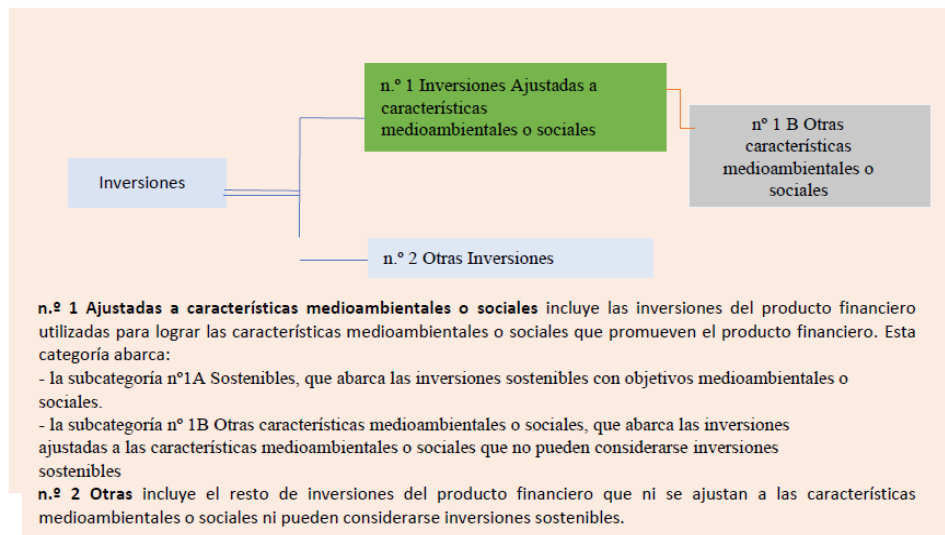 n.º 1 Inversiones Ajustadas a
características
medioambientales o sociales
nº 1 B Otras
características
medioambientales o
sociales
Inversiones
n.º 2 Otras Inversiones
n.º 1 Ajustadas a características medioambientales o sociales incluye las inversiones del producto financiero
utilizadas para lograr las características medioambientales o sociales que promueven el producto financiero. Esta
categoría abarca:
- la subcategoría nº1A Sostenibles, que abarca las inversiones sostenibles con objetivos medioambientales o
sociales.
- la subcategoría nº 1B Otras características medioambientales o sociales, que abarca las inversiones
ajustadas a las características medioambientales o sociales que no pueden considerarse inversiones
sostenibles
n.º 2 Otras incluye el resto de inversiones del producto financiero que ni se ajustan a las características
medioambientales o sociales ni pueden considerarse inversiones sostenibles.